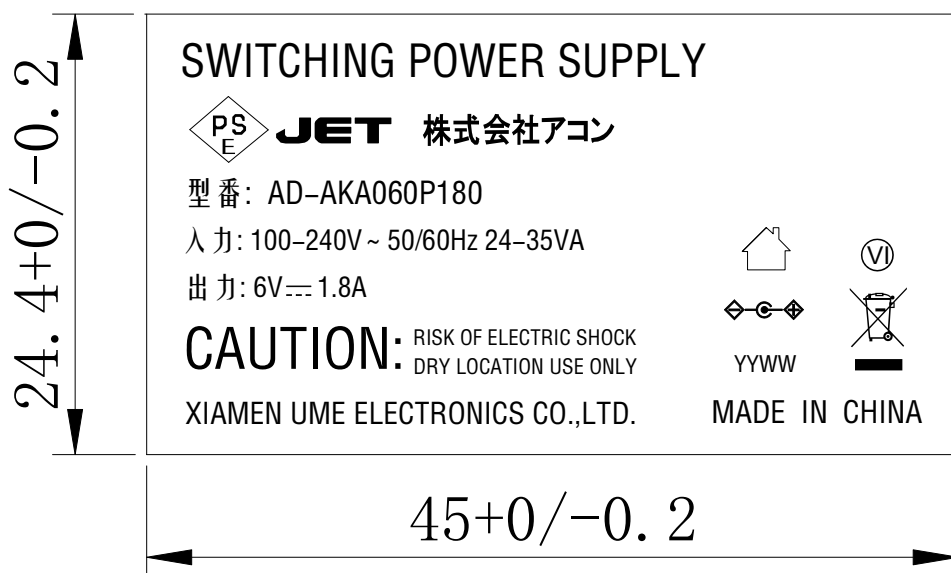 SWITCHING POWER SUPPLY
PS
E
JET 株式会社アコン
型番: AD-AKA060P180
入力: 100-240V~ 50/60Hz 24-35VA
出力: 6V⎓1.8A
VI
CAUTION: RISK OF ELECTRIC SHOCK
DRY LOCATION USE ONLY
YYWW
XIAMEN UME ELECTRONICS CO.,LTD.
MADE IN CHINA
24.4+0/-0.2
45+0/-0.2